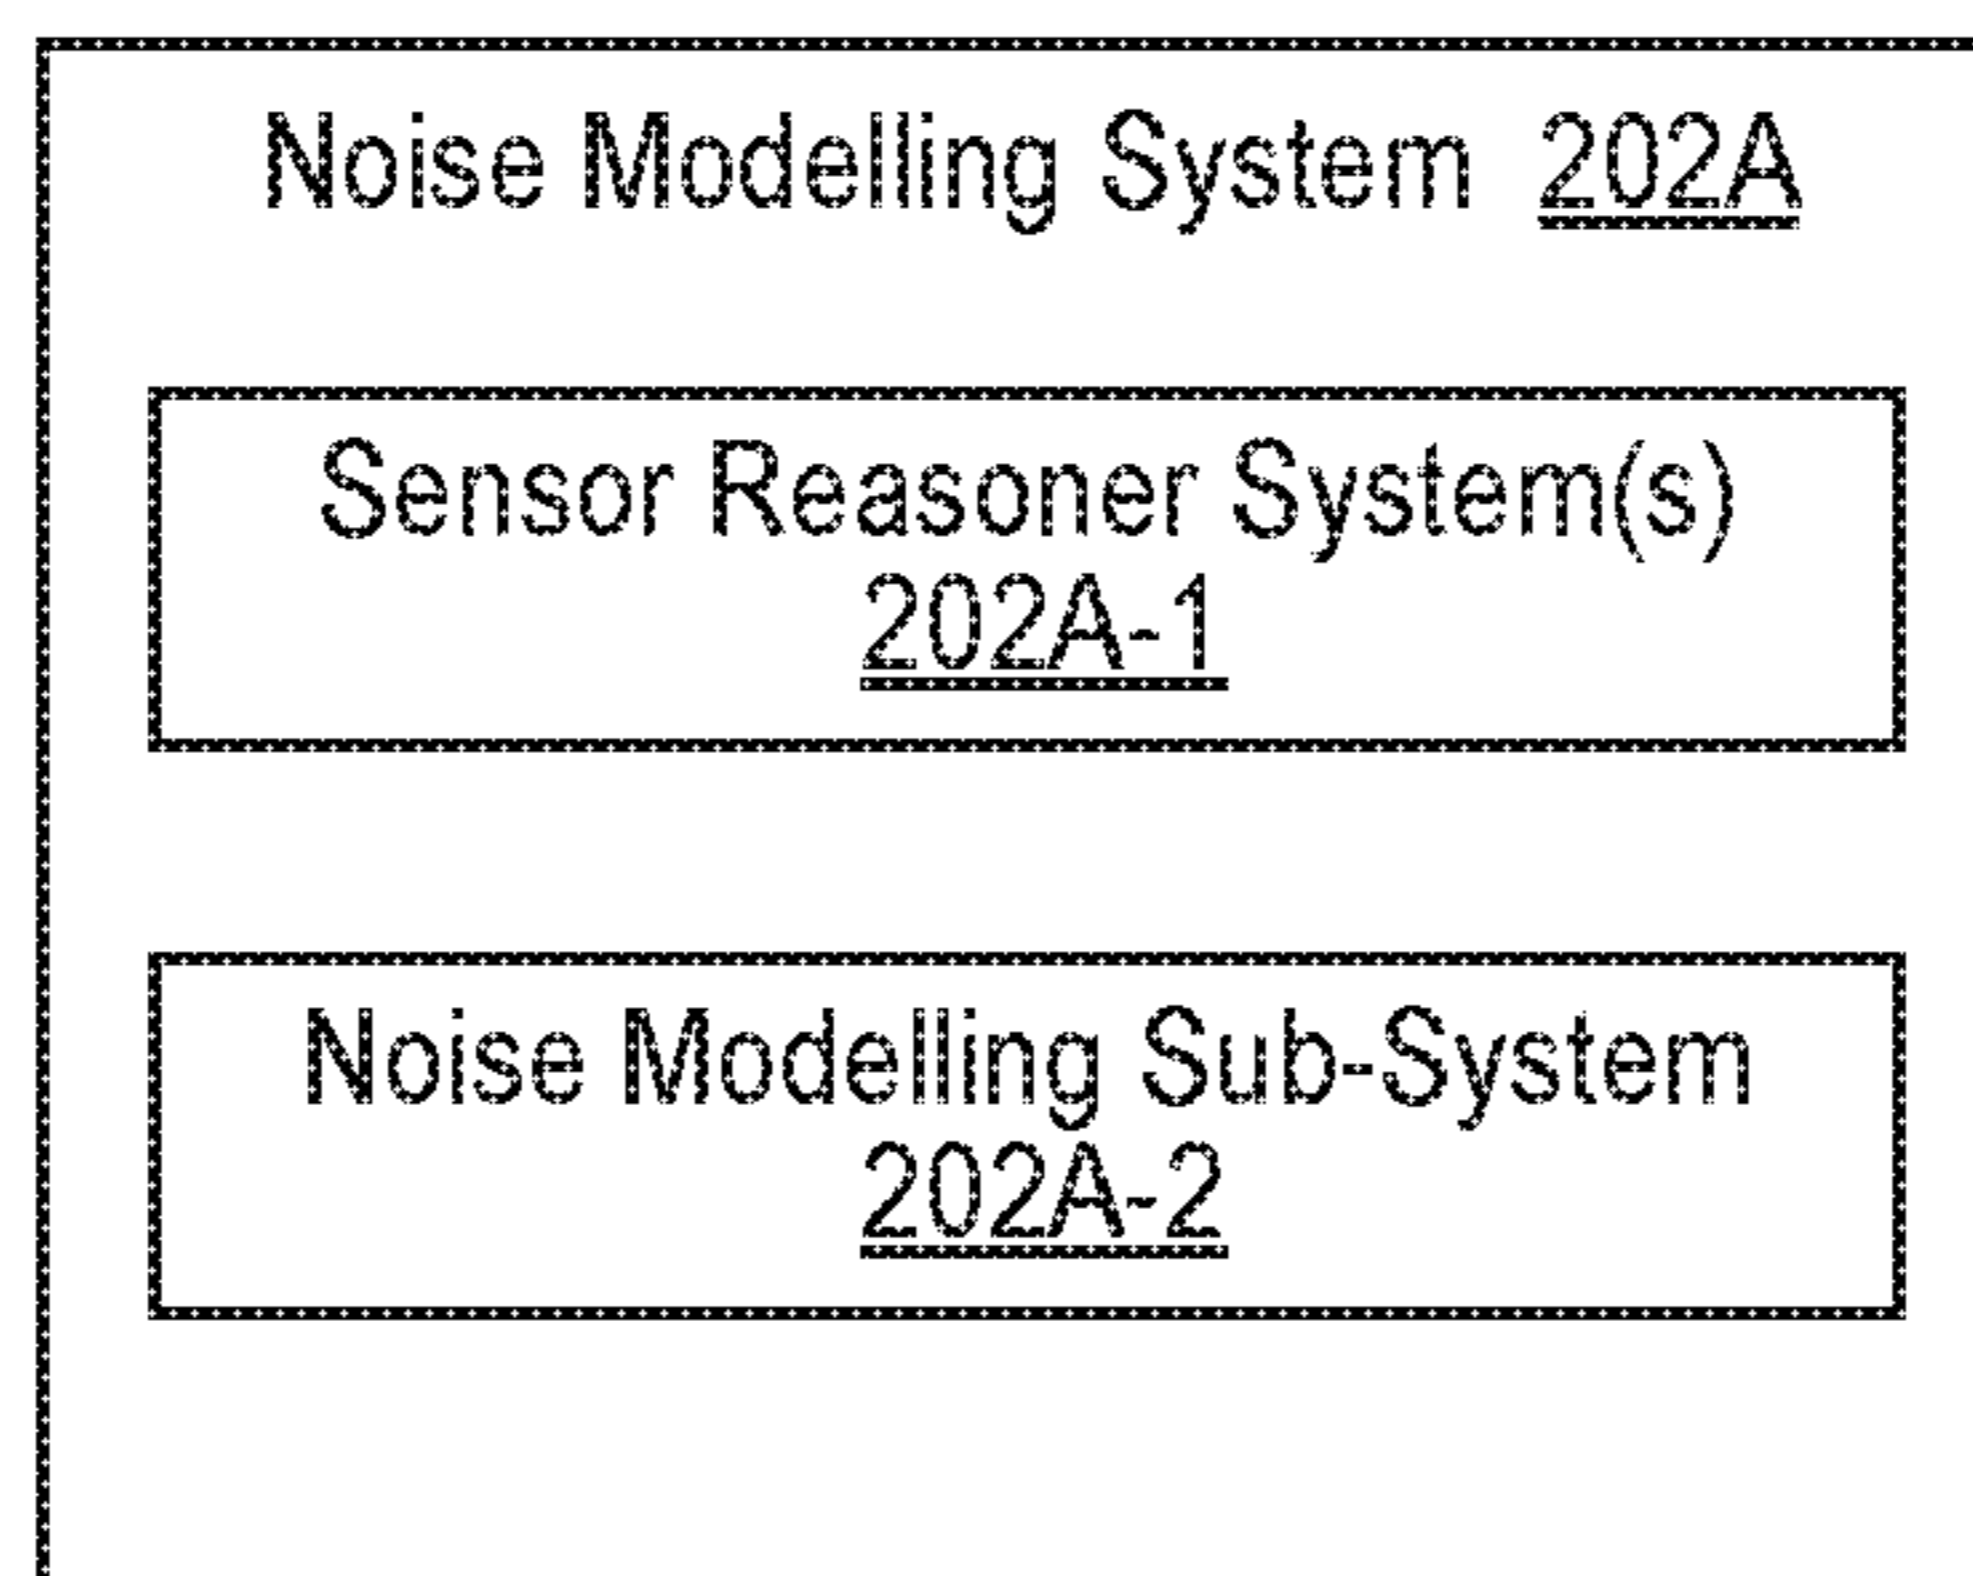 Noise Modelling System 202A
Sensor Reasoner System(s)
202A-1
Noise Modelling Sub-System
202A-2